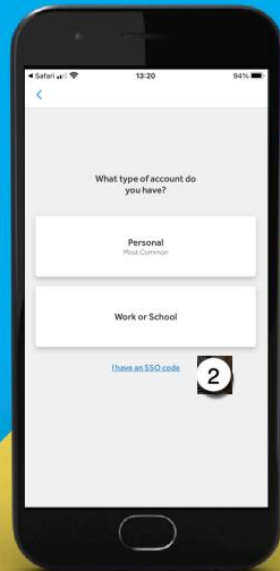 Safari 13:20 94%
What type of account do
you have?
Personal
Most Common
Work or School
I have an SSO code
2